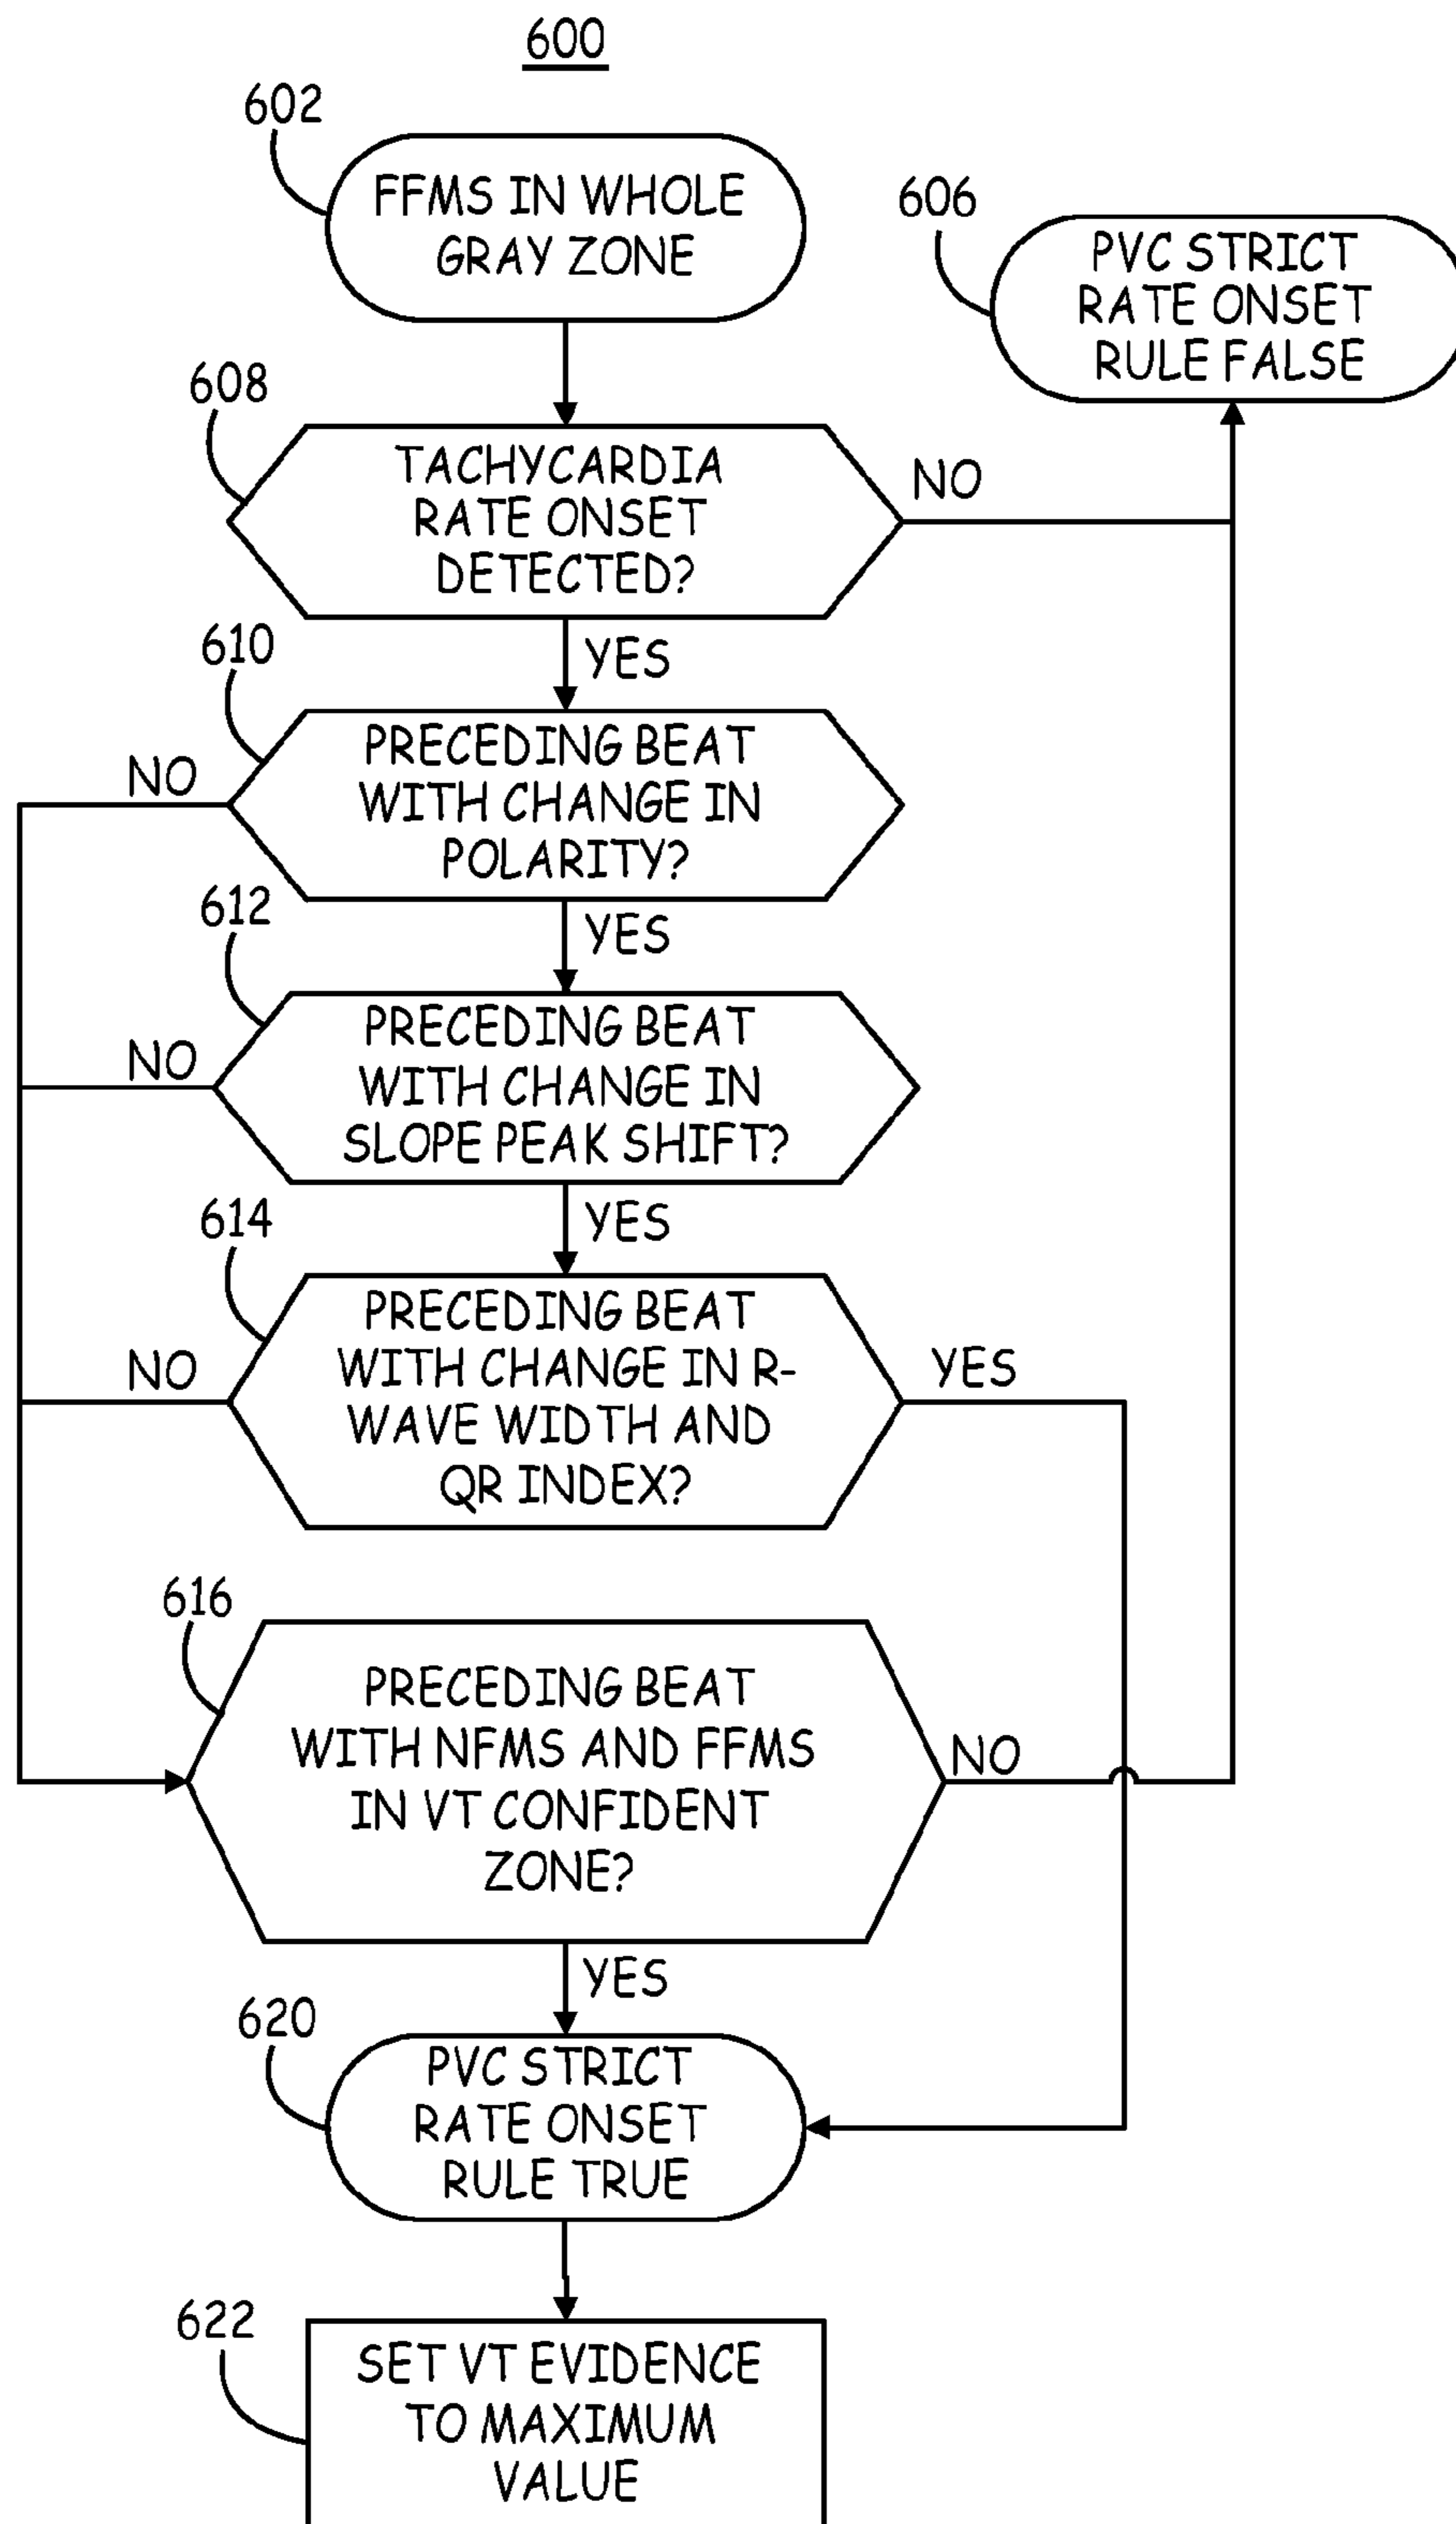 600
602
FFMS IN WHOLE
GRAY ZONE
606
PVC STRICT
RATE ONSET
RULE FALSE
608
TACHYCARDIA
RATE ONSET
DETECTED?
NO
YES
610
PRECEDING BEAT
WITH CHANGE IN
POLARITY?
NO
YES
612
PRECEDING BEAT
WITH CHANGE IN
SLOPE PEAK SHIFT?
NO
YES
614
PRECEDING BEAT
WITH CHANGE IN R-
WAVE WIDTH AND
QR INDEX?
NO
YES
616
PRECEDING BEAT
WITH NFMS AND FFMS
IN VT CONFIDENT
ZONE?
NO
YES
620
PVC STRICT
RATE ONSET
RULE TRUE
622
SET VT EVIDENCE
TO MAXIMUM
VALUE